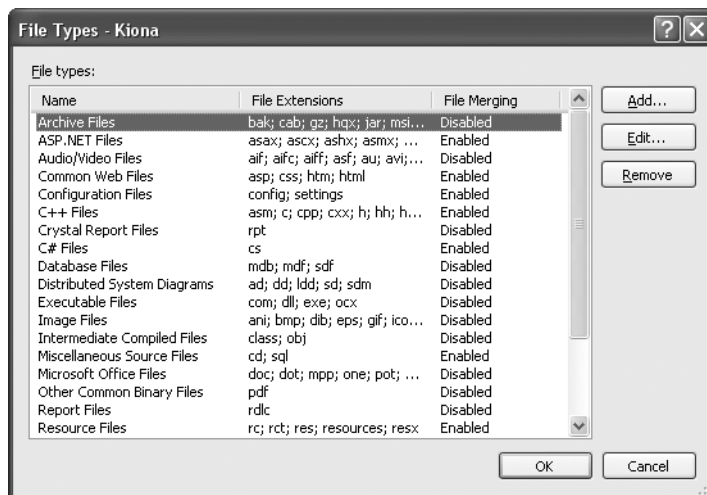 File Types - Kiona
File types:
Name File Extensions File Merging
Archive Files bak; cab; gz; hqx; jar; msi... Disabled
ASP.NET Files asax; ascx; ashx; asmx; ... Enabled
Audio/Video Files aif; aifc; aiff; asf; au; avi;... Disabled
Common Web Files asp; css; htm; html Enabled
Configuration Files config; settings Enabled
C++ Files asm; c; cpp; cxx; h; hh; h... Enabled
Crystal Report Files rpt Disabled
C# Files cs Enabled
Database Files mdb; mdf; sdf Disabled
Distributed System Diagrams ad; dd; ldd; sd; sdm Disabled
Executable Files com; dll; exe; ocx Disabled
Image Files ani; bmp; dib; eps; gif; ico... Disabled
Intermediate Compiled Files class; obj Disabled
Miscellaneous Source Files cd; sql Enabled
Microsoft Office Files doc; dot; mpp; one; pot; ... Disabled
Other Common Binary Files pdf Disabled
Report Files rdlc Disabled
Resource Files rc; rct; res; resources; resx Enabled
Add...
Edit...
Remove
OK Cancel